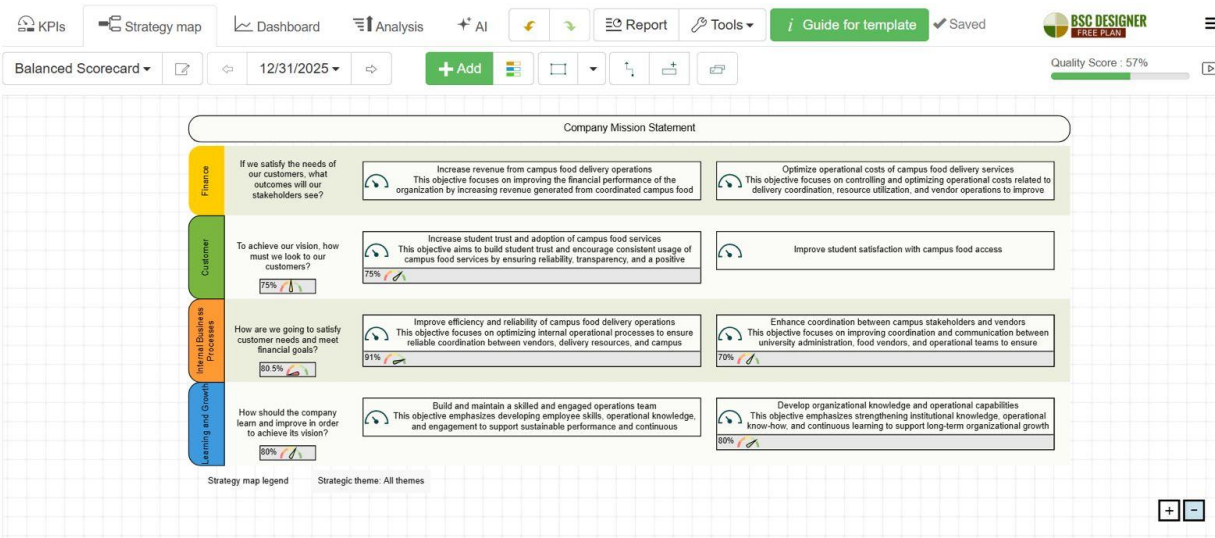 KPIs
Strategy map
Dashboard
Analysis
AI
Report
Tools
i Guide for template
Saved
BSC DESIGNER
FREE PLAN
Balanced Scorecard
12/31/2025
+ Add
Quality Score : 57%
Company Mission Statement
Finance
If we satisfy the needs of
our customers, what
outcomes will our
stakeholders see?
Increase revenue from campus food delivery operations
This objective focuses on improving the financial performance of the
organization by increasing revenue generated from coordinated campus food
Optimize operational costs of campus food delivery services
This objective focuses on controlling and optimizing operational costs related to
delivery coordination, resource utilization, and vendor operations to improve
Customer
To achieve our vision, how
must we look to our
customers?
75%
Increase student trust and adoption of campus food services
This objective aims to build student trust and encourage consistent usage of
campus food services by ensuring reliability, transparency, and a positive
75%
Improve student satisfaction with campus food access
Internal Business
Processes
How are we going to satisfy
customer needs and meet
financial goals?
80.5%
Improve efficiency and reliability of campus food delivery operations
This objective focuses on optimizing internal operational processes to ensure
reliable coordination between vendors, delivery resources, and campus
91%
Enhance coordination between campus stakeholders and vendors
This objective focuses on improving coordination and communication between
university administration, food vendors, and operational teams to ensure
70%
Learning and Growth
How should the company
learn and improve in order
to achieve its vision?
80%
Build and maintain a skilled and engaged operations team
This objective emphasizes developing employee skills, operational knowledge,
and engagement to support sustainable performance and continuous
Develop organizational knowledge and operational capabilities
This objective emphasizes strengthening institutional knowledge, operational
know-how, and continuous learning to support long-term organizational growth
80%
Strategy map legend
Strategic theme: All themes
+
-